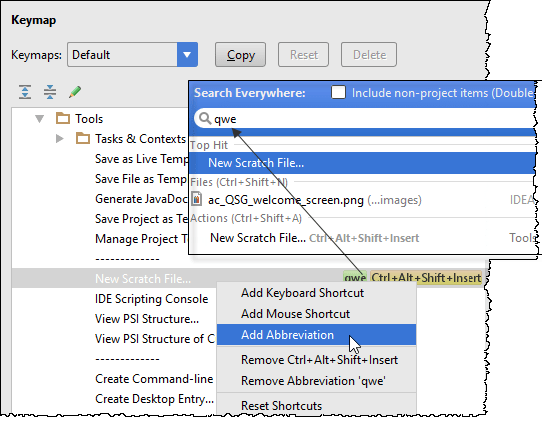 Keymap
Keymaps: Default Copy Reset Delete
Search Everywhere: Include non-project items (Double
qwe
Top Hit
New Scratch File...
Files (Ctrl+Shift+N)
ac_QSG_welcome_screen.png (...images) IDEA
Actions (Ctrl+Shift+A)
New Scratch File... Ctrl+Alt+Shift+Insert Tools
Tools
Tasks & Contexts
Save as Live Temp
Save File as Temp
Generate JavaDoc
Save Project as Temp
Manage Project T
-------------
New Scratch File... qwe Ctrl+Alt+Shift+Insert
IDE Scripting Console
View PSI Structure...
View PSI Structure of C
-------------
Create Command-line
Create Desktop Entry...
Add Keyboard Shortcut
Add Mouse Shortcut
Add Abbreviation
Remove Ctrl+Alt+Shift+Insert
Remove Abbreviation 'qwe'
Reset Shortcuts